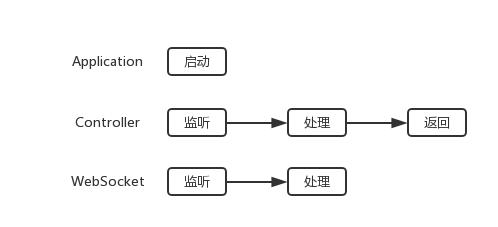 Application 启动
Controller 监听 处理 返回
WebSocket 监听 处理